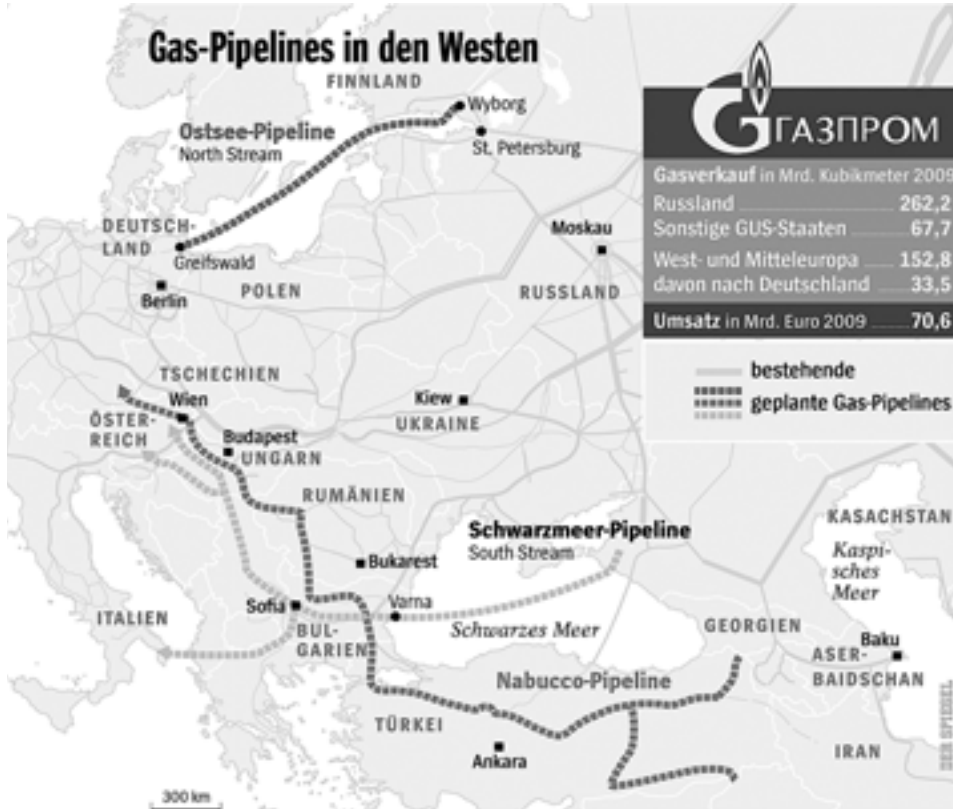 Gas-Pipelines in den Westen
FINNLAND
Wyborg
Ostsee-Pipeline
North Stream
St. Petersburg
DEUTSCH-
LAND
Greifswald
Moskau
Berlin
POLEN
RUSSLAND
TSCHECHIEN
Wien
ÖSTER-
REICH
Kiew
UKRAINE
Budapest
UNGARN
RUMÄNIEN
Schwarzmeer-Pipeline
South Stream
KASACHSTAN
Kaspi-
sches
Meer
Bukarest
Sofia
Varna
ITALIEN
BUL-
GARIEN
Schwarzes Meer
GEORGIEN
Baku
ASER-
BAIDSCHAN
Nabucco-Pipeline
TÜRKEI
Ankara
IRAN
300 km
ГАЗПРОМ
Gasverkauf in Mrd. Kubikmeter 2009
Russland 262,2
Sonstige GUS-Staaten 67,7
West- und Mitteleuropa 152,8
davon nach Deutschland 33,5
Umsatz in Mrd. Euro 2009 70,6
bestehende
geplante Gas-Pipelines
DER SPIEGEL